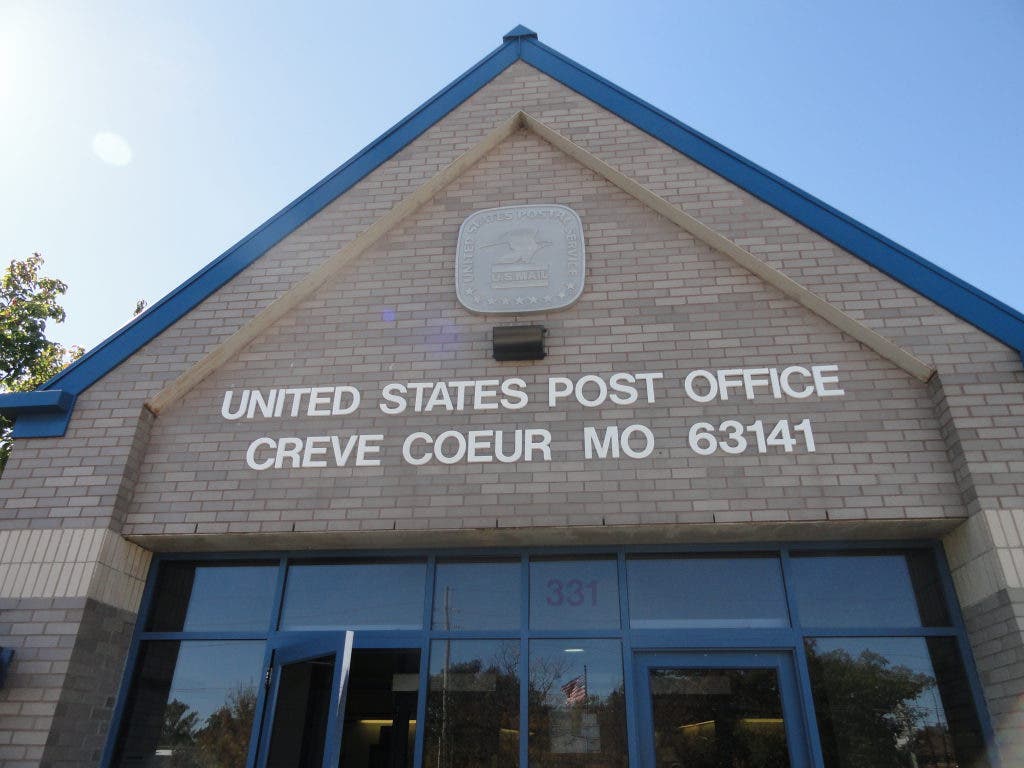 UNITED STATES POSTAL SERVICE
U.S. MAIL
UNITED STATES POST OFFICE
CREVE COEUR MO 63141
331